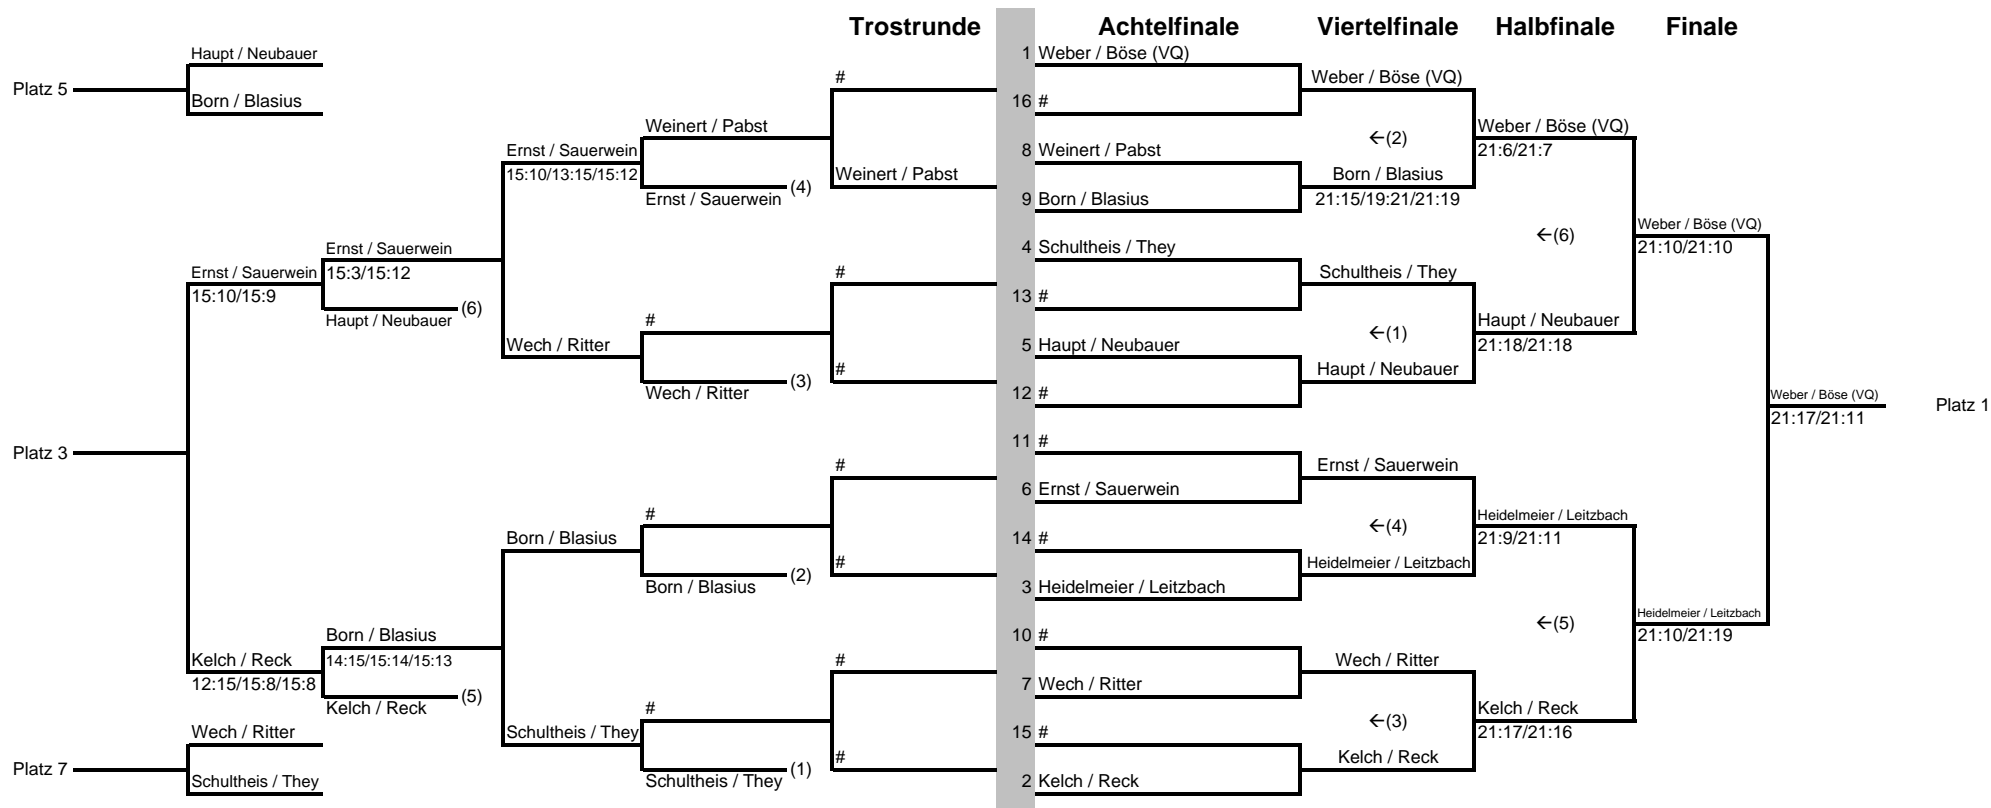 Trostrunde Achtelfinale Viertelfinale Halbfinale Finale
Haupt / Neubauer
Platz 5
Born / Blasius
Ernst / Sauerwein
15:10/15:9
Platz 3
Kelch / Reck
12:15/15:8/15:8
Wech / Ritter
Platz 7
Schultheis / They
Ernst / Sauerwein
15:3/15:12
(6)
Haupt / Neubauer
Born / Blasius
14:15/15:14/15:13
(5)
Kelch / Reck
Ernst / Sauerwein
15:10/13:15/15:12
Wech / Ritter
Born / Blasius
Schultheis / They
Weinert / Pabst
(4)
Ernst / Sauerwein
#
(3)
Wech / Ritter
#
(2)
Born / Blasius
#
(1)
Schultheis / They
#
Weinert / Pabst
#
#
#
#
#
#
1 Weber / Böse (VQ)
16 #
8 Weinert / Pabst
9 Born / Blasius
4 Schultheis / They
13 #
5 Haupt / Neubauer
12 #
11 #
6 Ernst / Sauerwein
14 #
3 Heidelmeier / Leitzbach
10 #
7 Wech / Ritter
15 #
2 Kelch / Reck
Weber / Böse (VQ)
←(2)
Born / Blasius
21:15/19:21/21:19
Schultheis / They
←(1)
Haupt / Neubauer
Ernst / Sauerwein
←(4)
Heidelmeier / Leitzbach
Wech / Ritter
←(3)
Kelch / Reck
Weber / Böse (VQ)
21:6/21:7
←(6)
Haupt / Neubauer
21:18/21:18
Heidelmeier / Leitzbach
21:9/21:11
←(5)
Kelch / Reck
21:17/21:16
Weber / Böse (VQ)
21:10/21:10
Heidelmeier / Leitzbach
21:10/21:19
Weber / Böse (VQ)
21:17/21:11
Platz 1